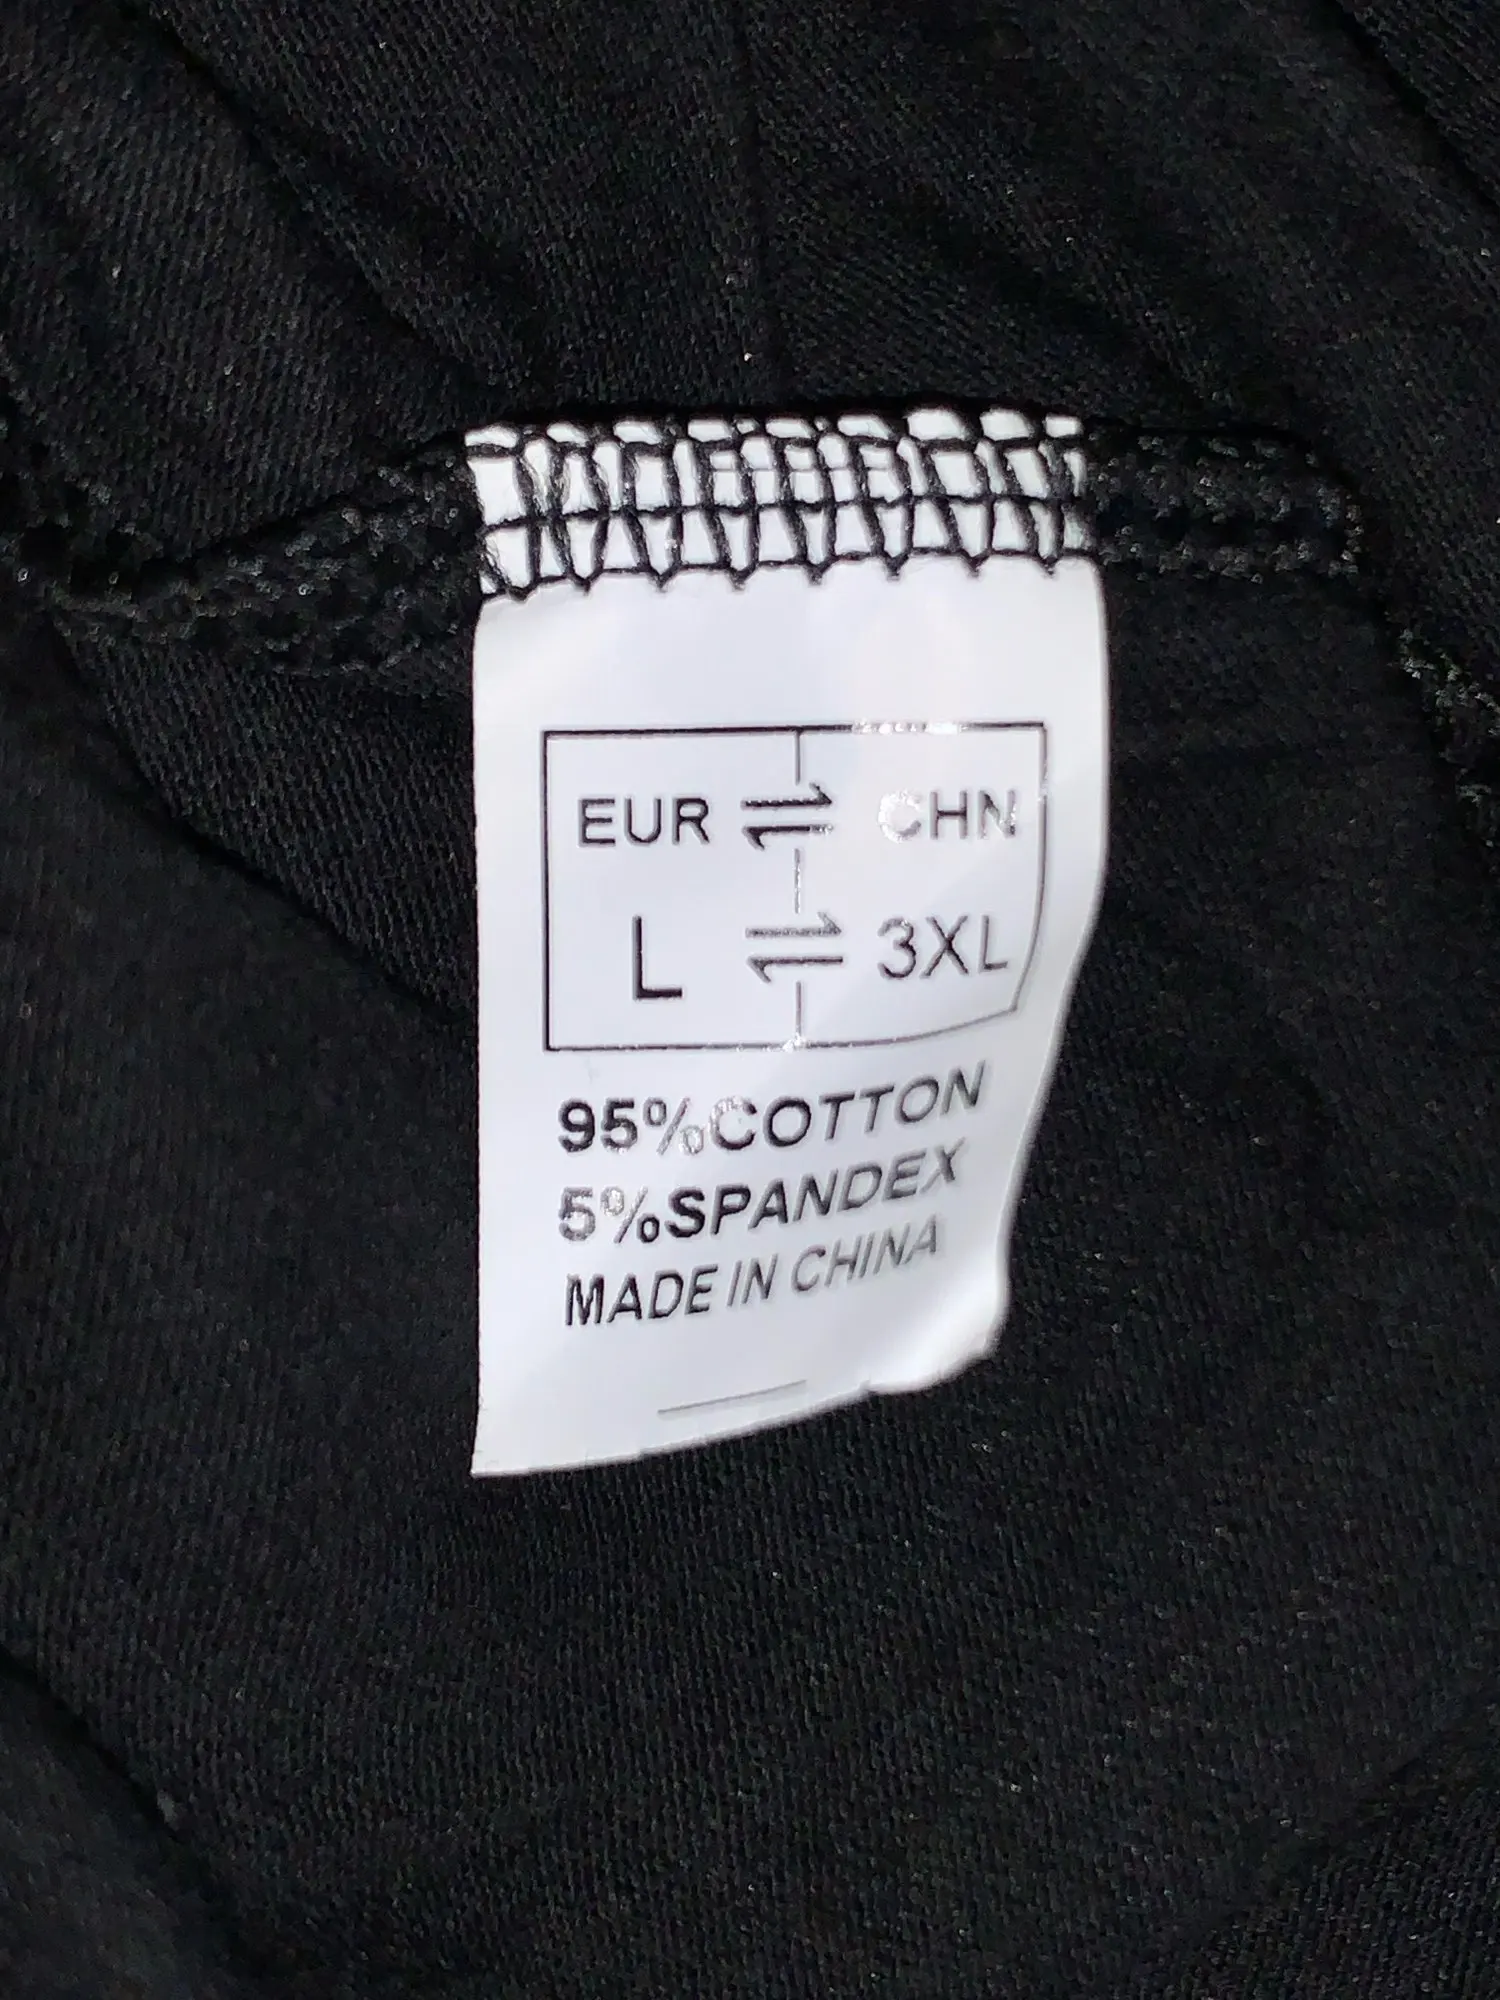 EUR ⇌ CHN
L ⇌ 3XL
95%COTTON
5%SPANDEX
MADE IN CHINA